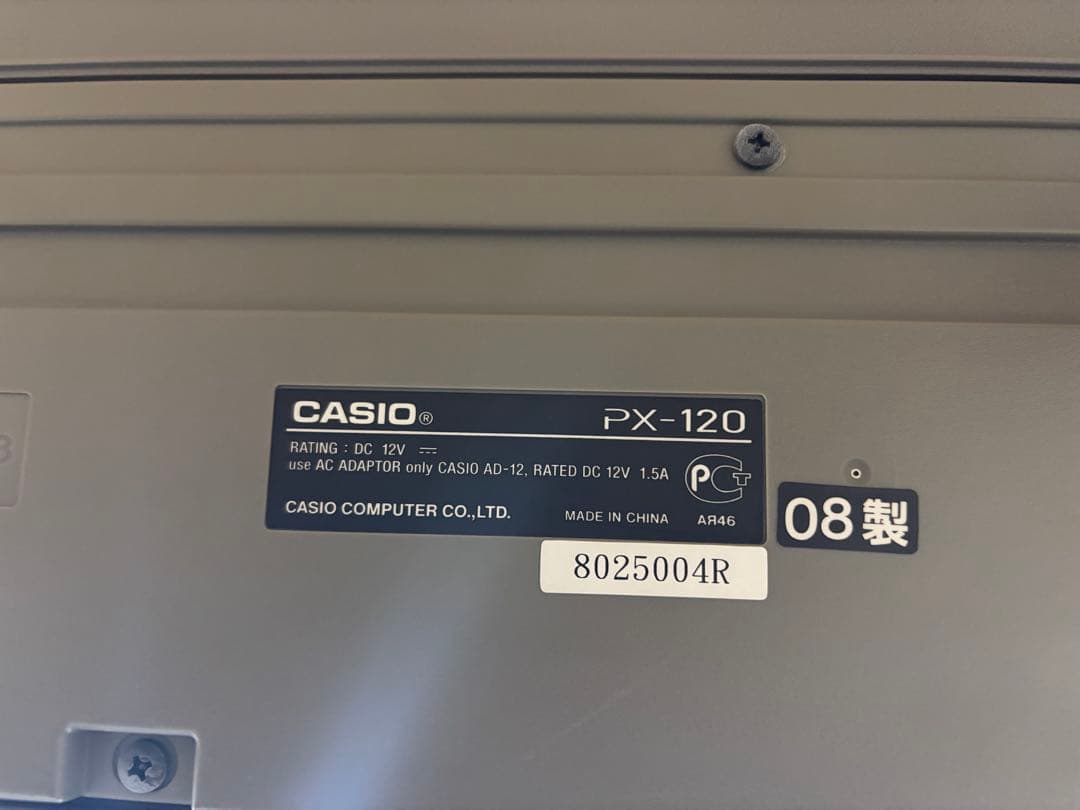 CASIO® PX-120
RATING : DC 12V ⎓
use AC ADAPTOR only CASIO AD-12, RATED DC 12V 1.5A
PCT
CASIO COMPUTER CO.,LTD. MADE IN CHINA AЯ46
08製
8025004R